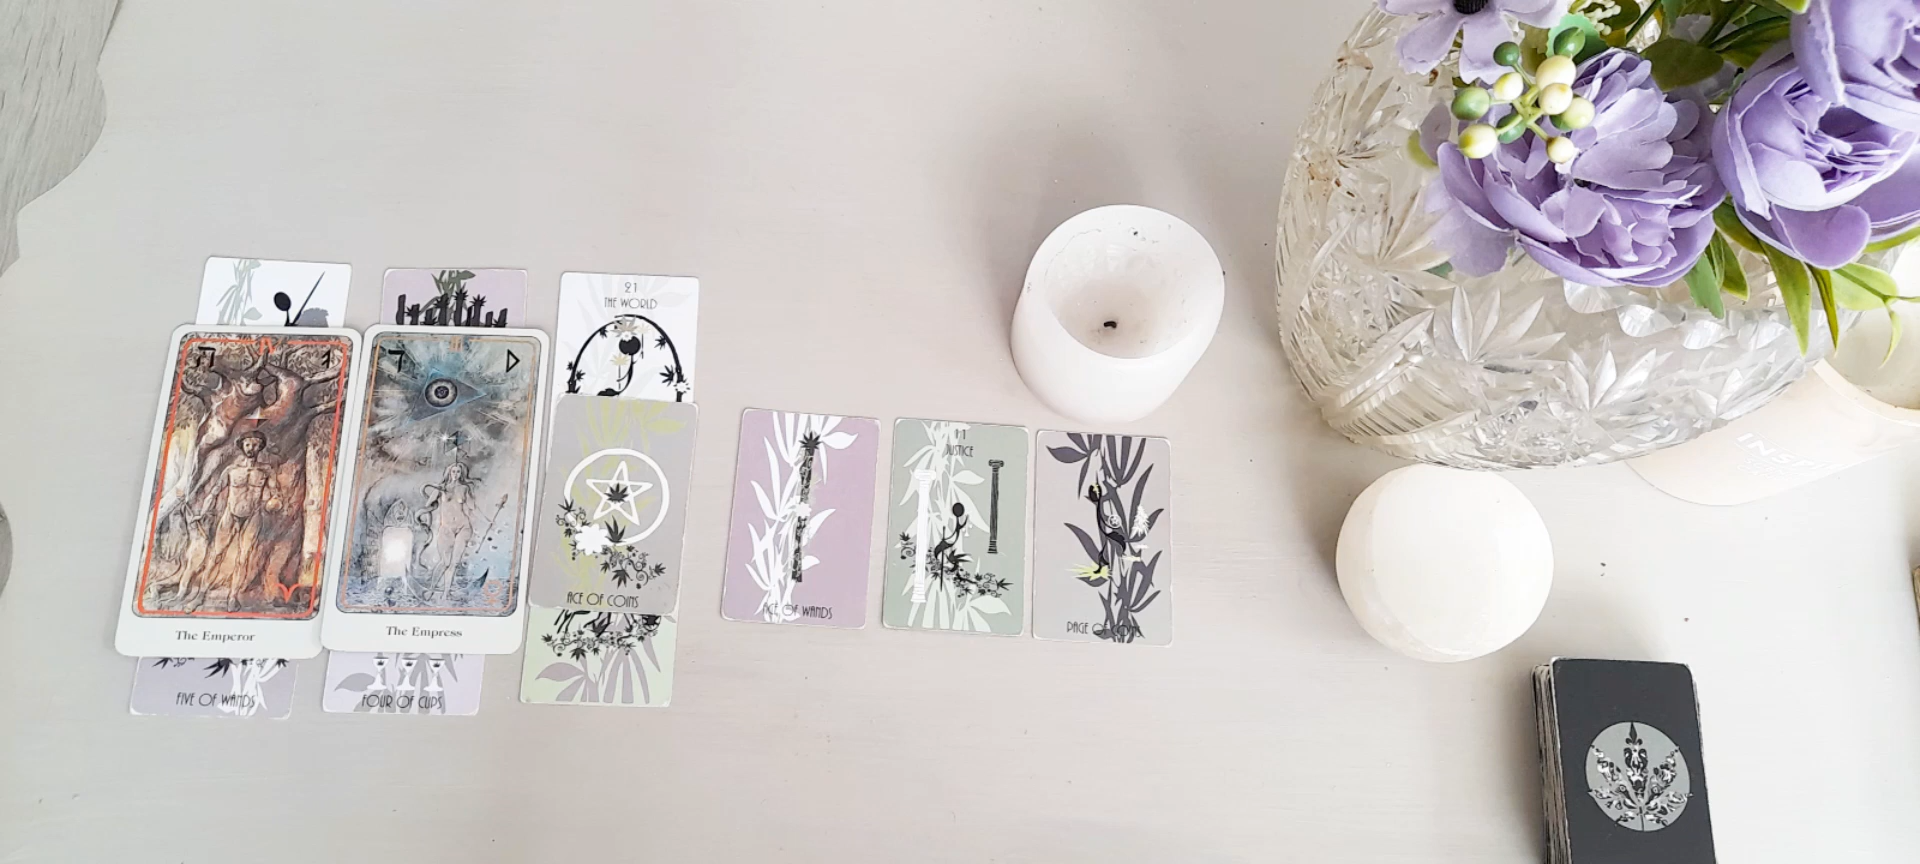 21
THE WORLD
The Emperor
The Empress
ACE OF COINS
ACE OF WANDS
11
JUSTICE
PAGE OF COINS
FIVE OF WANDS
FOUR OF CUPS